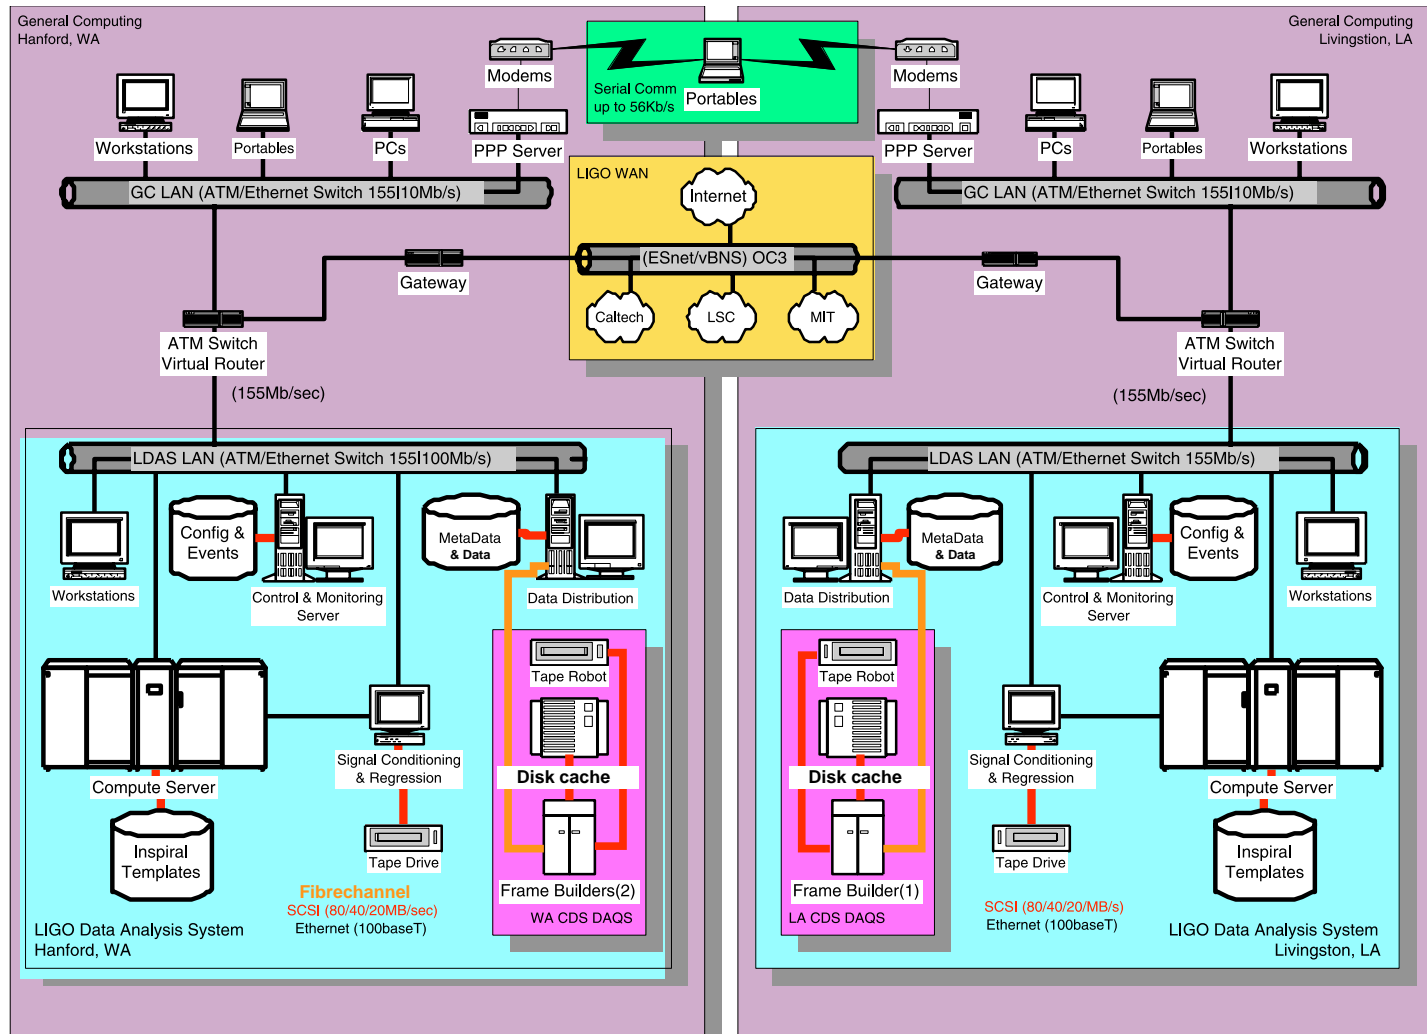 General Computing
Hanford, WA
General Computing
Livingston, LA
Modems
Serial Comm
up to 56Kb/s
Portables
Modems
Workstations
Portables
PCs
PPP Server
PPP Server
PCs
Portables
Workstations
GC LAN (ATM/Ethernet Switch 155|10Mb/s)
LIGO WAN
Internet
GC LAN (ATM/Ethernet Switch 155|10Mb/s)
(ESnet/vBNS) OC3
Gateway
Gateway
Caltech
LSC
MIT
ATM Switch
Virtual Router
ATM Switch
Virtual Router
(155Mb/sec)
(155Mb/sec)
LDAS LAN (ATM/Ethernet Switch 155|100Mb/s)
LDAS LAN (ATM/Ethernet Switch 155Mb/s)
Config &
Events
MetaData
& Data
MetaData
& Data
Config &
Events
Workstations
Control & Monitoring
Server
Data Distribution
Data Distribution
Control & Monitoring
Server
Workstations
Tape Robot
Tape Robot
Signal Conditioning
& Regression
Disk cache
Disk cache
Signal Conditioning
& Regression
Compute Server
Compute Server
Inspiral
Templates
Tape Drive
Tape Drive
Inspiral
Templates
Fibrechannel
SCSI (80/40/20MB/sec)
Ethernet (100baseT)
Frame Builders(2)
WA CDS DAQS
Frame Builder(1)
LA CDS DAQS
SCSI (80/40/20/MB/s)
Ethernet (100baseT)
LIGO Data Analysis System
Hanford, WA
LIGO Data Analysis System
Livingston, LA